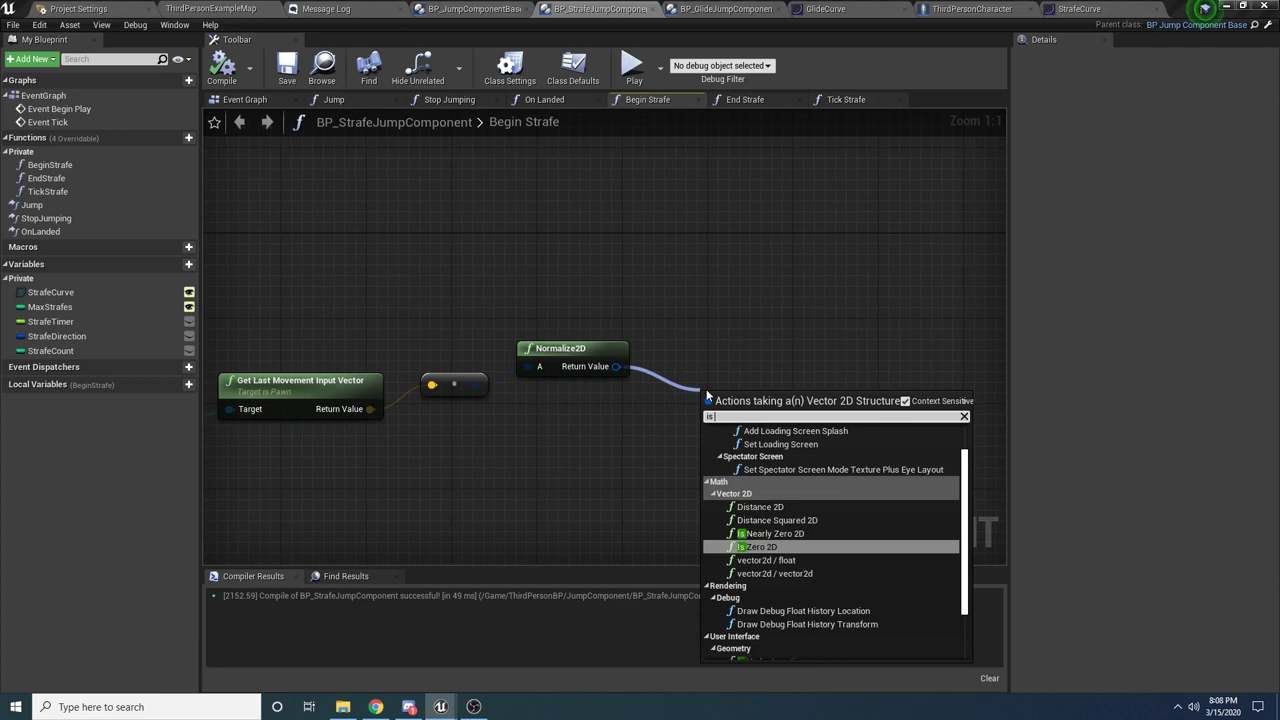 Project Settings
ThirdPersonExampleMap
Message Log
BP_JumpComponentBase
BP_StrafeJumpComponen
BP_GlideJumpComponen
GlideCurve
ThirdPersonCharacter
StrafeCurve
File Edit Asset View Debug Window Help
Parent class: BP Jump Component Base
My Blueprint
Toolbar
Details
+Add New
Search
Compile
Save
Browse
Find
Hide Unrelated
Class Settings
Class Defaults
Play
No debug object selected
Debug Filter
Event Graph
Jump
Stop Jumping
On Landed
Begin Strafe
End Strafe
Tick Strafe
BP_StrafeJumpComponent > Begin Strafe
Zoom 1:1
Graphs
EventGraph
Event Begin Play
Event Tick
Functions (4 Overridable)
Private
BeginStrafe
EndStrafe
TickStrafe
Jump
StopJumping
OnLanded
Macros
Variables
Private
StrafeCurve
MaxStrafes
StrafeTimer
StrafeDirection
StrafeCount
Event Dispatchers
Local Variables (BeginStrafe)
Get Last Movement Input Vector
Target is Pawn
Target
Return Value
Normalize2D
A
Return Value
Actions taking a(n) Vector 2D Structure
Context Sensitive
is
Add Loading Screen Splash
Set Loading Screen
Spectator Screen
Set Spectator Screen Mode Texture Plus Eye Layout
Math
Vector 2D
Distance 2D
Distance Squared 2D
Is Nearly Zero 2D
Is Zero 2D
vector2d / float
vector2d / vector2d
Rendering
Debug
Draw Debug Float History Location
Draw Debug Float History Transform
User Interface
Geometry
Compiler Results
Find Results
[2152.59] Compile of BP_StrafeJumpComponent successful! [in 49 ms] (/Game/ThirdPersonBP/JumpComponent/BP_StrafeJumpCo
Clear
Type here to search
8:08 PM
3/15/2020